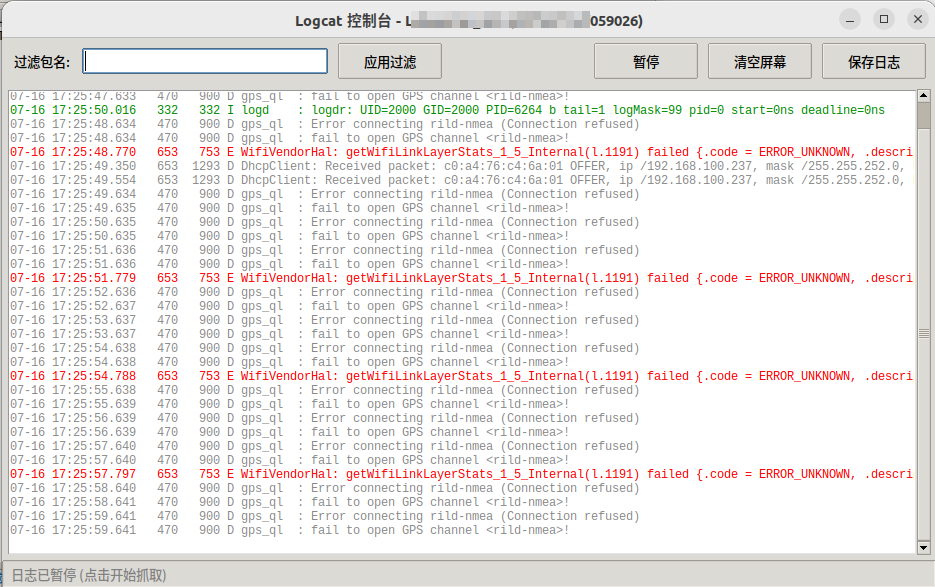 Logcat 控制台 - L 059026)
过滤包名: 应用过滤 暂停 清空屏幕 保存日志
07-16 17:25:47.633 470 900 D gps_ql : fail to open GPS channel <rild-nmea>!
07-16 17:25:50.016 332 332 I logd : logdr: UID=2000 GID=2000 PID=6264 b tail=1 logMask=99 pid=0 start=0ns deadline=0ns
07-16 17:25:48.634 470 900 D gps_ql : Error connecting rild-nmea (Connection refused)
07-16 17:25:48.634 470 900 D gps_ql : fail to open GPS channel <rild-nmea>!
07-16 17:25:48.770 653 753 E WifiVendorHal: getWifiLinkLayerStats_1_5_Internal(l.1191) failed {.code = ERROR_UNKNOWN, .descri
07-16 17:25:49.350 653 1293 D DhcpClient: Received packet: c0:a4:76:c4:6a:01 OFFER, ip /192.168.100.237, mask /255.255.252.0,
07-16 17:25:49.554 653 1293 D DhcpClient: Received packet: c0:a4:76:c4:6a:01 OFFER, ip /192.168.100.237, mask /255.255.252.0,
07-16 17:25:49.634 470 900 D gps_ql : Error connecting rild-nmea (Connection refused)
07-16 17:25:49.635 470 900 D gps_ql : fail to open GPS channel <rild-nmea>!
07-16 17:25:50.635 470 900 D gps_ql : Error connecting rild-nmea (Connection refused)
07-16 17:25:50.635 470 900 D gps_ql : fail to open GPS channel <rild-nmea>!
07-16 17:25:51.636 470 900 D gps_ql : Error connecting rild-nmea (Connection refused)
07-16 17:25:51.636 470 900 D gps_ql : fail to open GPS channel <rild-nmea>!
07-16 17:25:51.779 653 753 E WifiVendorHal: getWifiLinkLayerStats_1_5_Internal(l.1191) failed {.code = ERROR_UNKNOWN, .descri
07-16 17:25:52.636 470 900 D gps_ql : Error connecting rild-nmea (Connection refused)
07-16 17:25:52.637 470 900 D gps_ql : fail to open GPS channel <rild-nmea>!
07-16 17:25:53.637 470 900 D gps_ql : Error connecting rild-nmea (Connection refused)
07-16 17:25:53.637 470 900 D gps_ql : fail to open GPS channel <rild-nmea>!
07-16 17:25:54.638 470 900 D gps_ql : Error connecting rild-nmea (Connection refused)
07-16 17:25:54.638 470 900 D gps_ql : fail to open GPS channel <rild-nmea>!
07-16 17:25:54.788 653 753 E WifiVendorHal: getWifiLinkLayerStats_1_5_Internal(l.1191) failed {.code = ERROR_UNKNOWN, .descri
07-16 17:25:55.638 470 900 D gps_ql : Error connecting rild-nmea (Connection refused)
07-16 17:25:55.639 470 900 D gps_ql : fail to open GPS channel <rild-nmea>!
07-16 17:25:56.639 470 900 D gps_ql : Error connecting rild-nmea (Connection refused)
07-16 17:25:56.639 470 900 D gps_ql : fail to open GPS channel <rild-nmea>!
07-16 17:25:57.640 470 900 D gps_ql : Error connecting rild-nmea (Connection refused)
07-16 17:25:57.640 470 900 D gps_ql : fail to open GPS channel <rild-nmea>!
07-16 17:25:57.797 653 753 E WifiVendorHal: getWifiLinkLayerStats_1_5_Internal(l.1191) failed {.code = ERROR_UNKNOWN, .descri
07-16 17:25:58.640 470 900 D gps_ql : Error connecting rild-nmea (Connection refused)
07-16 17:25:58.641 470 900 D gps_ql : fail to open GPS channel <rild-nmea>!
07-16 17:25:59.641 470 900 D gps_ql : Error connecting rild-nmea (Connection refused)
07-16 17:25:59.641 470 900 D gps_ql : fail to open GPS channel <rild-nmea>!
日志已暂停 (点击开始抓取)